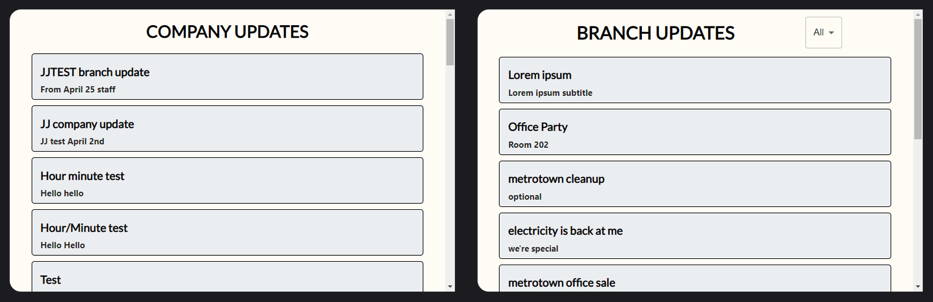 COMPANY UPDATES
JJTEST branch update
From April 25 staff
JJ company update
JJ test April 2nd
Hour minute test
Hello hello
Hour/Minute test
Hello Hello
Test
BRANCH UPDATES
All
Lorem ipsum
Lorem ipsum subtitle
Office Party
Room 202
metrotown cleanup
optional
electricity is back at me
we're special
metrotown office sale